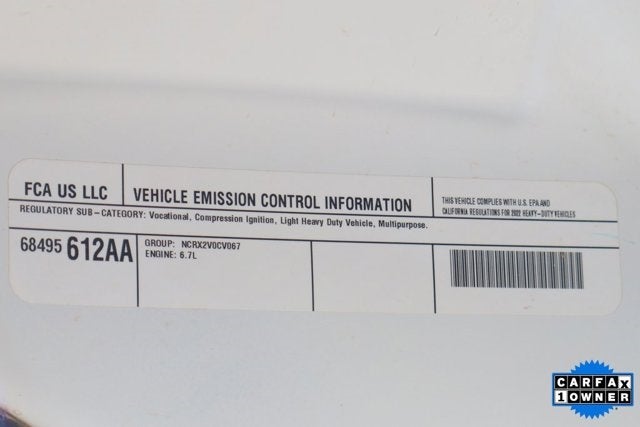 FCA US LLC
VEHICLE EMISSION CONTROL INFORMATION
THIS VEHICLE COMPLIES WITH U.S. EPA AND
CALIFORNIA REGULATIONS FOR 2022 HEAVY-DUTY VEHICLES
REGULATORY SUB-CATEGORY: Vocational, Compression Ignition, Light Heavy Duty Vehicle, Multipurpose.
68495 612AA
GROUP: NCRX2V0CV067
ENGINE: 6.7L
CARFAX
1 OWNER